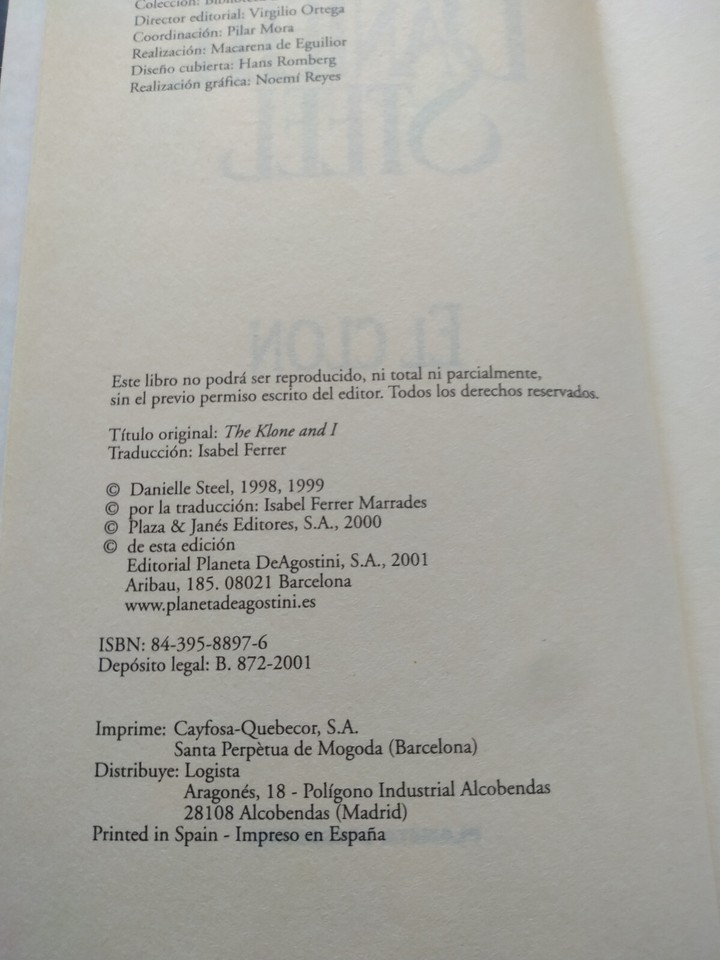 Colección:
Director editorial: Virgilio Ortega
Coordinación: Pilar Mora
Realización: Macarena de Eguilior
Diseño cubierta: Hans Romberg
Realización gráfica: Noemí Reyes
STEEL
EL CLON
Este libro no podrá ser reproducido, ni total ni parcialmente,
sin el previo permiso escrito del editor. Todos los derechos reservados.
Título original: The Klone and I
Traducción: Isabel Ferrer
© Danielle Steel, 1998, 1999
© por la traducción: Isabel Ferrer Marrades
© Plaza & Janés Editores, S.A., 2000
© de esta edición
Editorial Planeta DeAgostini, S.A., 2001
Aribau, 185. 08021 Barcelona
www.planetadeagostini.es
ISBN: 84-395-8897-6
Depósito legal: B. 872-2001
Imprime: Cayfosa-Quebecor, S.A.
Santa Perpètua de Mogoda (Barcelona)
Distribuye: Logista
Aragonés, 18 - Polígono Industrial Alcobendas
28108 Alcobendas (Madrid)
Printed in Spain - Impreso en España